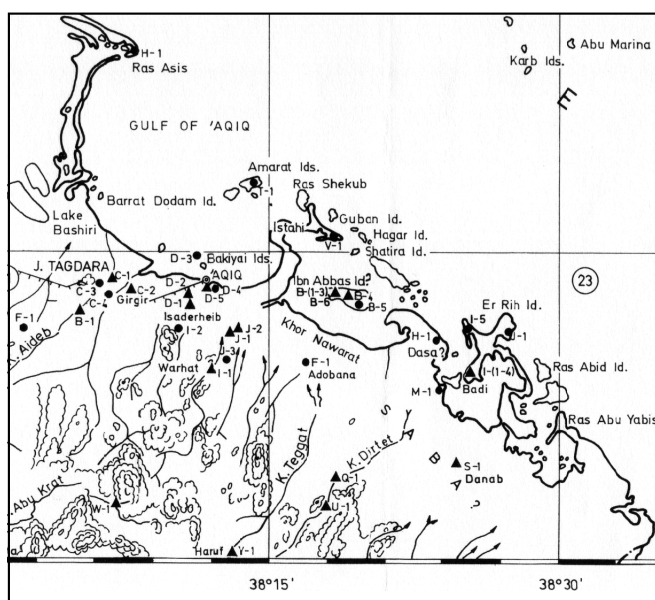 H-1
Ras Asis
Abu Marina
Karb Ids.
E
GULF OF 'AQIQ
Amarat Ids.
I-1
Ras Shekub
Barrat Dodam Id.
Guban Id.
Lake
Bashiri
Istahi
V-1
Hagar Id.
Shatira Id.
D-3
Bakiyai Ids.
J. TAGDARA
C-1
'AQIQ
Ibn Abbas Id.
23
C-3
C-2
D-2
D-4
B-(1-3)
B-4
C-4
Girgir
D-5
B-6
B-5
Er Rih Id.
B-1
D-1
Isaderheib
I-5
F-1
K. Aideb
I-2
J-2
J-1
Khor Nawarat
H-1
J-1
Dasa?
J-3
F-1
Warhat
I-1
Adobana
I-(1-4)
Ras Abid Id.
M-1
Badi
Ras Abu Yabis
S A B A ?
K. Teggat
K. Dirtet
S-1
Q-1
Danab
Abu Krat
W-1
U-1
Haruf
Y-1
38°15'
38°30'